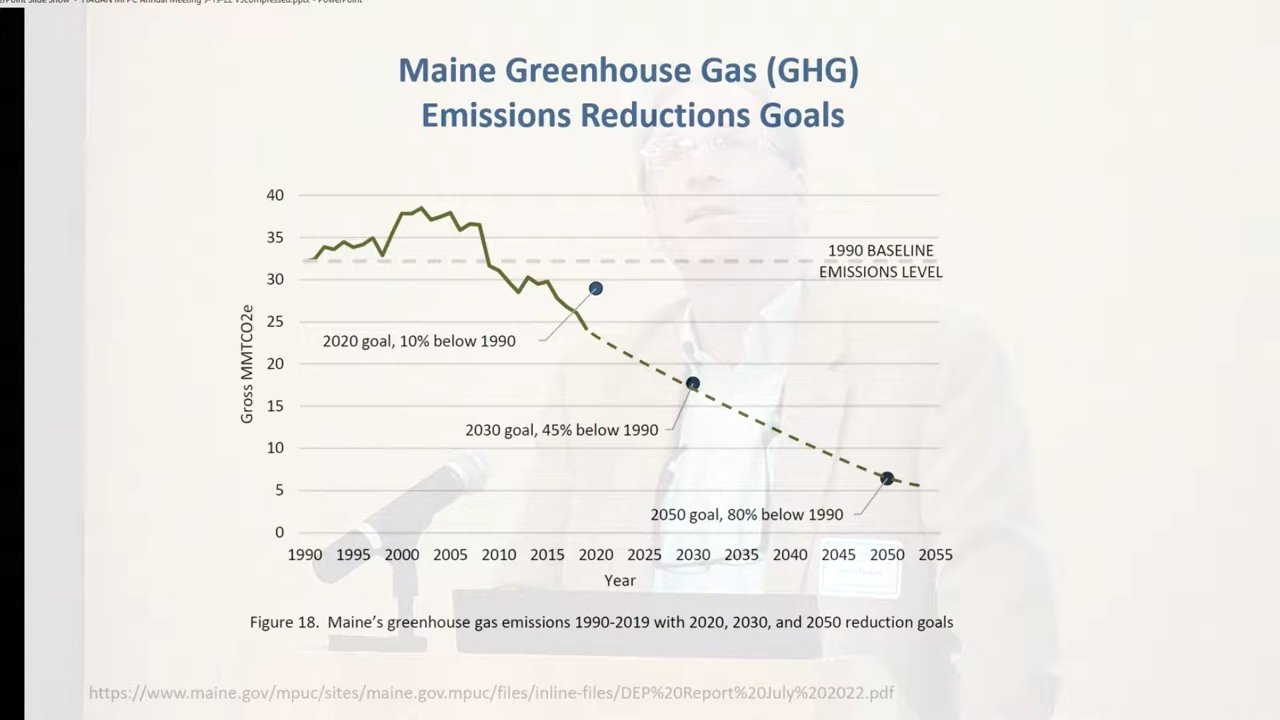 Maine Greenhouse Gas (GHG)
Emissions Reductions Goals
40
35
30
25
20
15
10
5
0
Gross MMTCO2e
1990 BASELINE
EMISSIONS LEVEL
2020 goal, 10% below 1990
2030 goal, 45% below 1990
2050 goal, 80% below 1990
1990 1995 2000 2005 2010 2015 2020 2025 2030 2035 2040 2045 2050 2055
Year
Figure 18. Maine’s greenhouse gas emissions 1990-2019 with 2020, 2030, and 2050 reduction goals
https://www.maine.gov/mpuc/sites/maine.gov.mpuc/files/inline-files/DEP%20Report%20July%202022.pdf